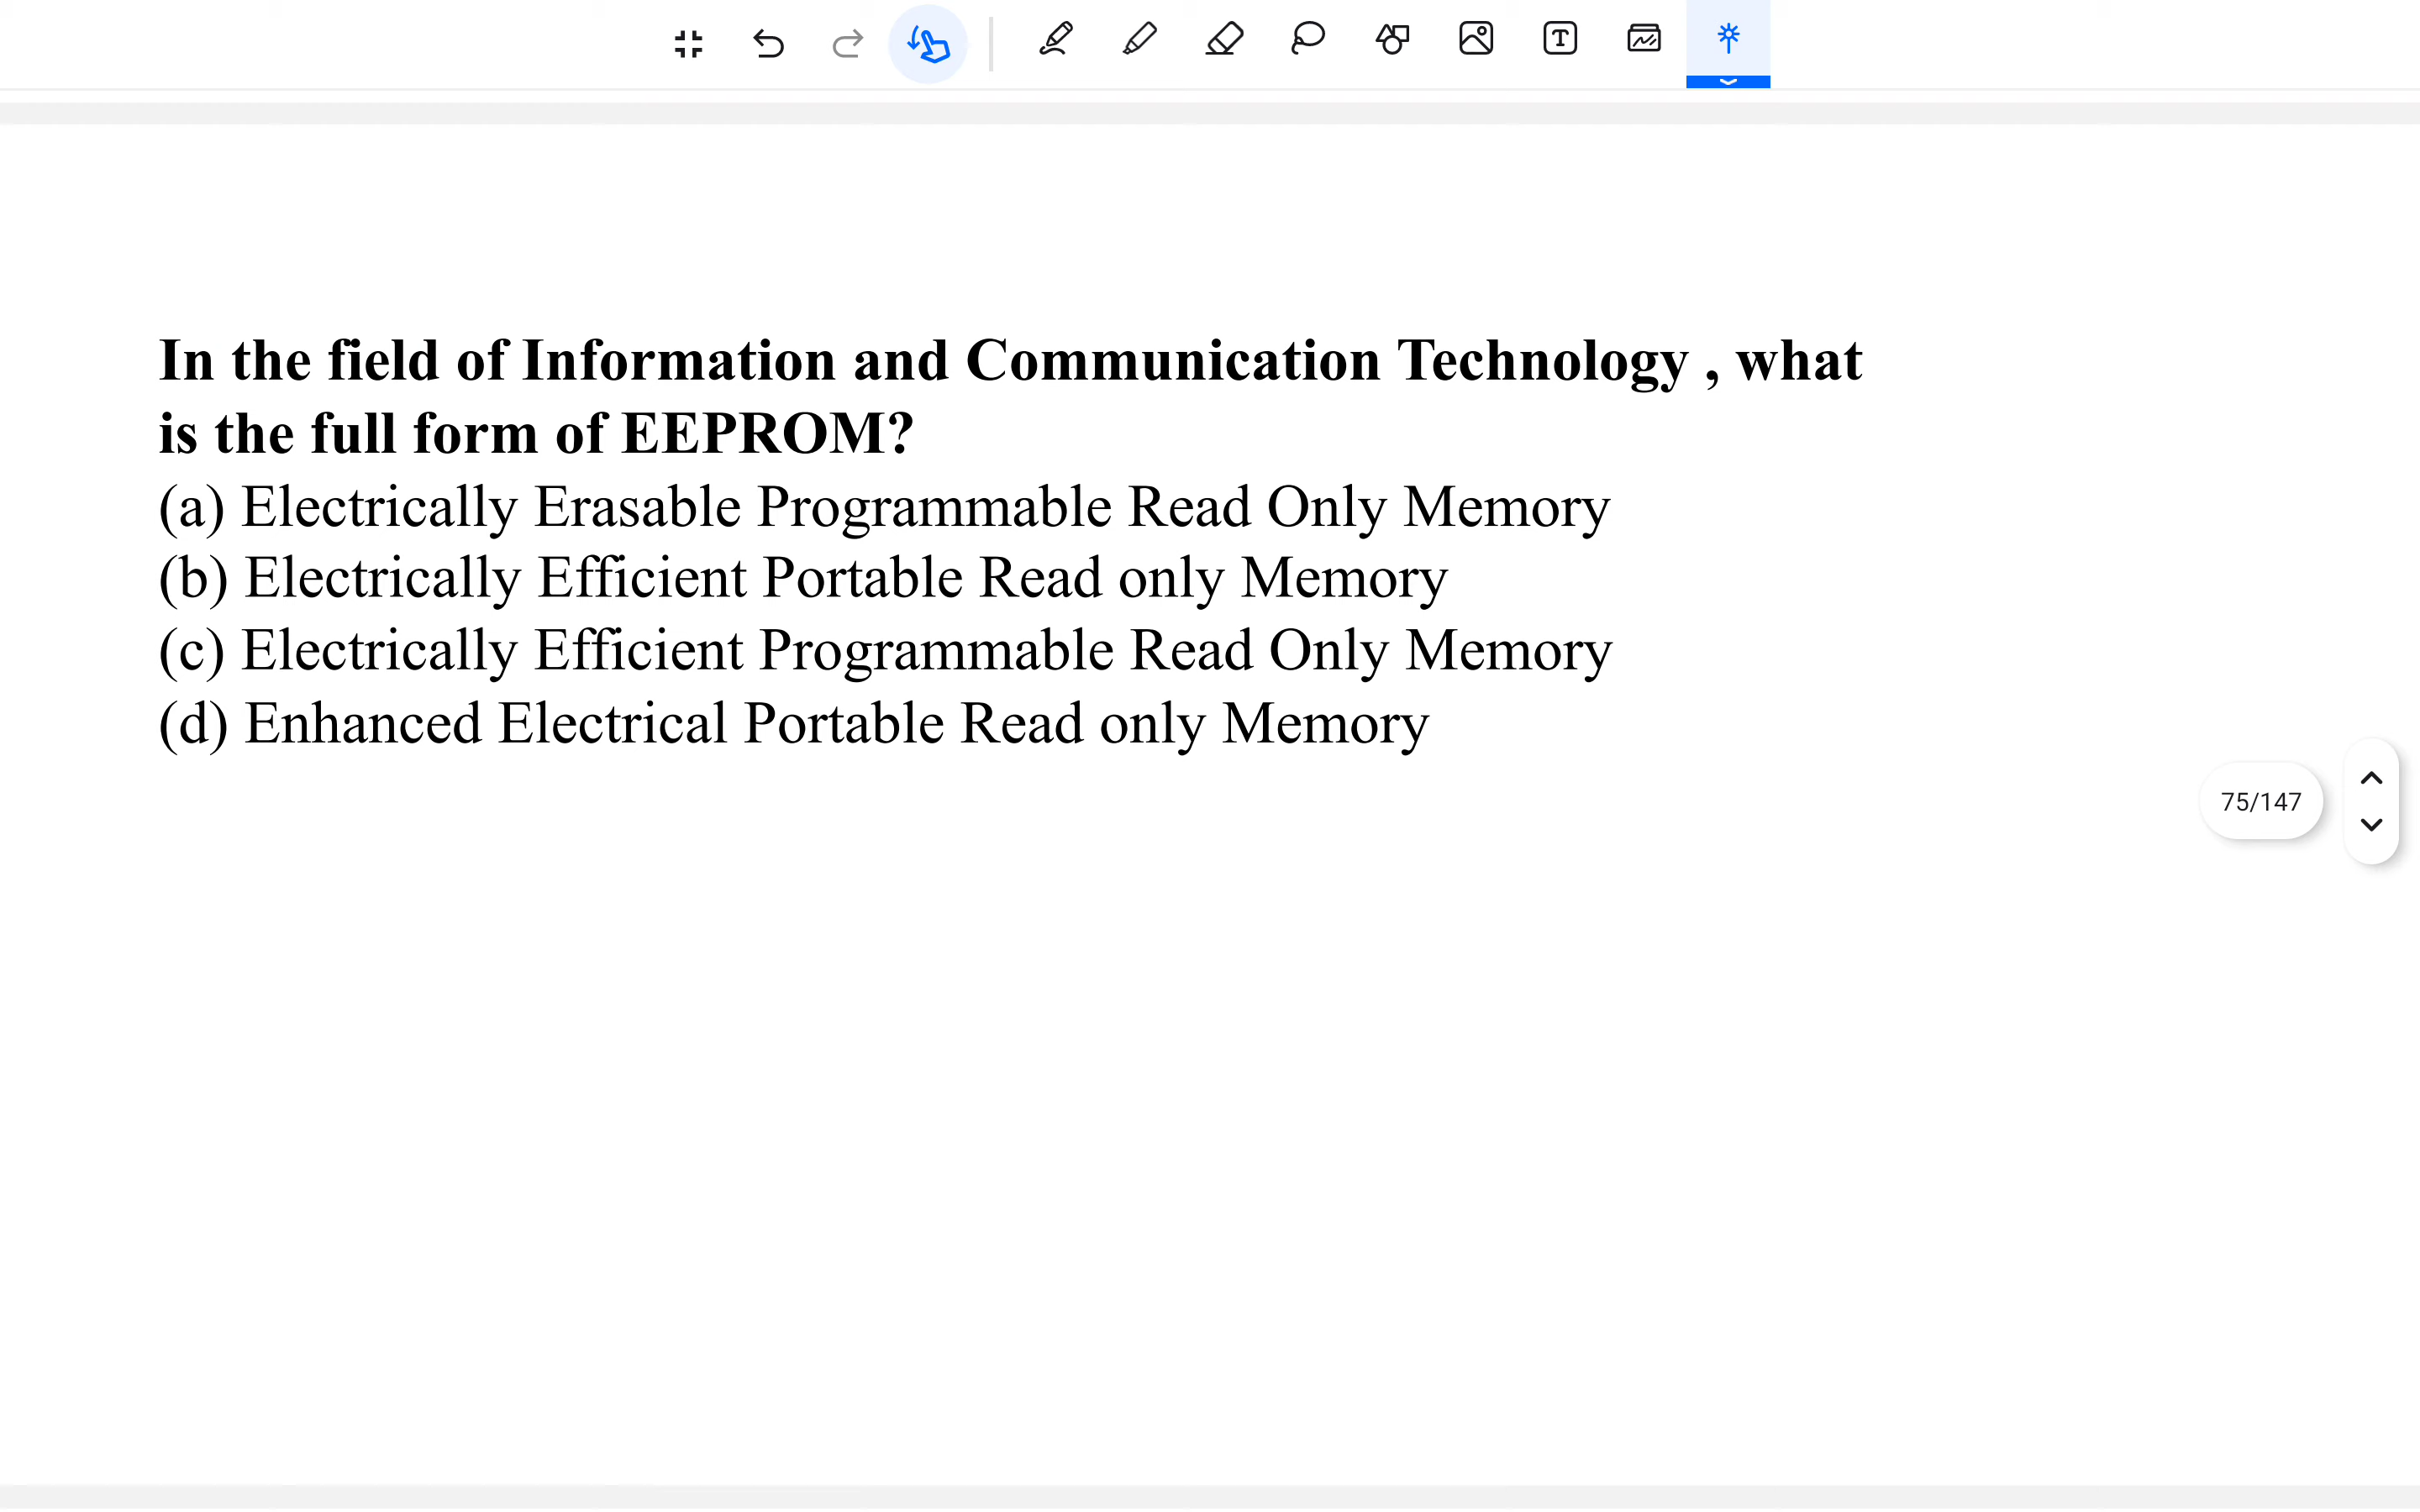 T
In the field of Information and Communication Technology , what
is the full form of EEPROM?
(a) Electrically Erasable Programmable Read Only Memory
(b) Electrically Efficient Portable Read only Memory
(c) Electrically Efficient Programmable Read Only Memory
(d) Enhanced Electrical Portable Read only Memory
75/147